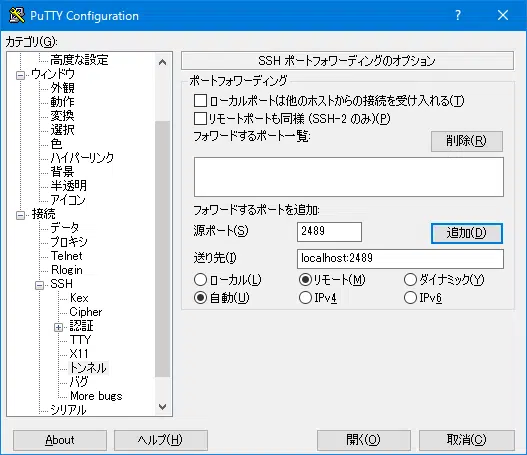 PuTTY Configuration
カテゴリ(G):
高度な設定
ウィンドウ
外観
動作
変換
選択
色
ハイパーリンク
背景
半透明
アイコン
接続
データ
プロキシ
Telnet
Rlogin
SSH
Kex
Cipher
認証
TTY
X11
トンネル
バグ
More bugs
シリアル
SSH ポートフォワーディングのオプション
ポートフォワーディング
ローカルポートは他のホストからの接続を受け入れる(T)
リモートポートも同様 (SSH-2 のみ)(P)
フォワードするポート一覧:
削除(R)
フォワードするポートを追加:
源ポート(S)
2489
追加(D)
送り先(I)
localhost:2489
ローカル(L)
リモート(M)
ダイナミック(Y)
自動(U)
IPv4
IPv6
About
ヘルプ(H)
開く(O)
取消(C)